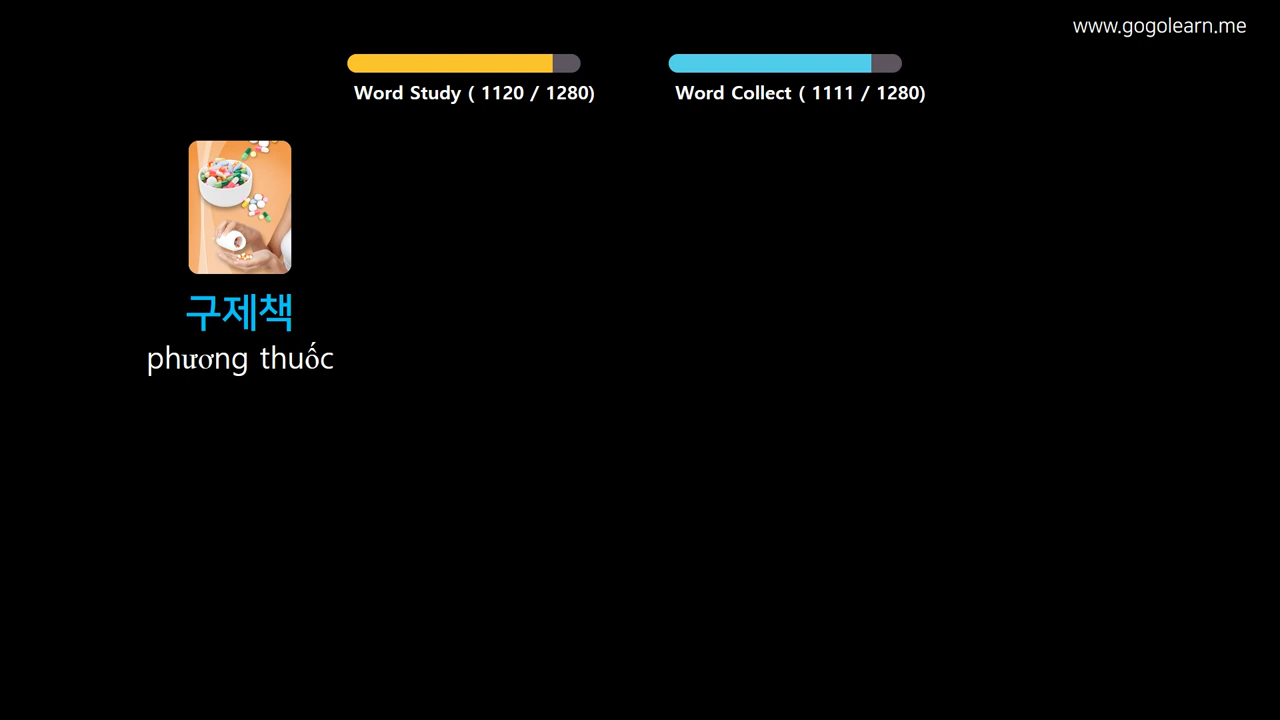 www.gogolearn.me
Word Study ( 1120 / 1280)
Word Collect ( 1111 / 1280)
구제책
phương thuốc